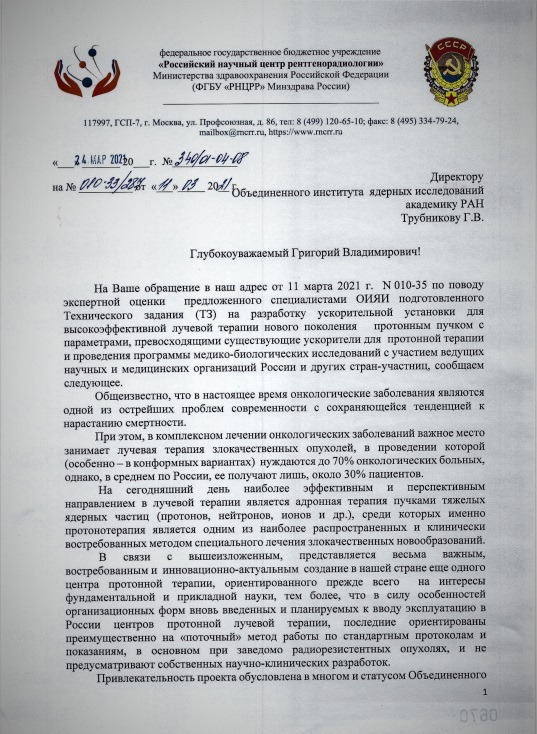 федеральное государственное бюджетное учреждение
«Российский научный центр рентгенорадиологии»
Министерства здравоохранения Российской Федерации
(ФГБУ «РНЦРР» Минздрава России)
СССР
117997, ГСП-7, г. Москва, ул. Профсоюзная, д. 86, тел: 8 (499) 120-65-10; факс: 8 (495) 334-79-24,
mailbox@rncrr.ru, https://www.rncrr.ru
« 24 МАР 2021 20 г. № 340/01-04-08
на № от «11» 03 2021 г.
Директору
Объединенного института ядерных исследований
академику РАН
Трубникову Г.В.
Глубокоуважаемый Григорий Владимирович!
На Ваше обращение в наш адрес от 11 марта 2021 г. N 010-35 по поводу
экспертной оценки предложенного специалистами ОИЯИ подготовленного
Технического задания (ТЗ) на разработку ускорительной установки для
высокоэффективной лучевой терапии нового поколения протонным пучком с
параметрами, превосходящими существующие ускорители для протонной терапии
и проведения программы медико-биологических исследований с участием ведущих
научных и медицинских организаций России и других стран-участниц, сообщаем
следующее.
Общеизвестно, что в настоящее время онкологические заболевания являются
одной из острейших проблем современности с сохраняющейся тенденцией к
нарастанию смертности.
При этом, в комплексном лечении онкологических заболеваний важное место
занимает лучевая терапия злокачественных опухолей, в проведении которой
(особенно – в конформных вариантах) нуждаются до 70% онкологических больных,
однако, в среднем по России, ее получают лишь, около 30% пациентов.
На сегодняшний день наиболее эффективным и перспективным
направлением в лучевой терапии является адронная терапия пучками тяжелых
ядерных частиц (протонов, нейтронов, ионов и др.), среди которых именно
протонотерапия является одним из наиболее распространенных и клинически
востребованных методом специального лечения злокачественных новообразований.
В связи с вышеизложенным, представляется весьма важным,
востребованным и инновационно-актуальным создание в нашей стране еще одного
центра протонной терапии, ориентированного прежде всего на интересы
фундаментальной и прикладной науки, тем более, что в силу особенностей
организационных форм вновь введенных и планируемых к вводу эксплуатацию в
России центров протонной лучевой терапии, последние ориентированы
преимущественно на «поточный» метод работы по стандартным протоколам и
показаниям, в основном при заведомо радиорезистентных опухолях, и не
предусматривают собственных научно-клинических разработок.
Привлекательность проекта обусловлена в многом и статусом Объединенного
1
0670